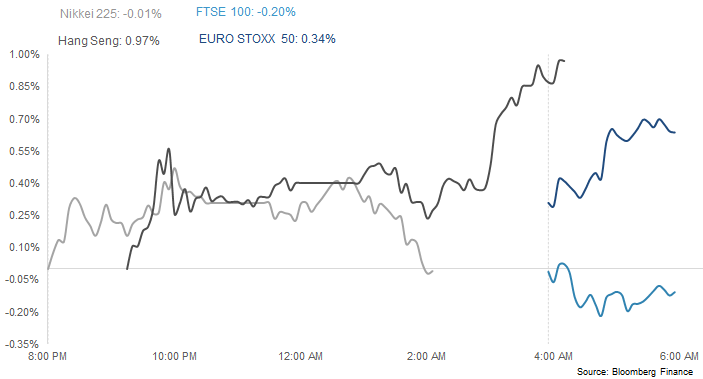 Nikkei 225: -0.01% FTSE 100: -0.20%
Hang Seng: 0.97% EURO STOXX 50: 0.34%
1.00%
0.85%
0.70%
0.55%
0.40%
0.25%
0.10%
-0.05%
-0.20%
-0.35%
8:00 PM 10:00 PM 12:00 AM 2:00 AM 4:00 AM 6:00 AM
Source: Bloomberg Finance